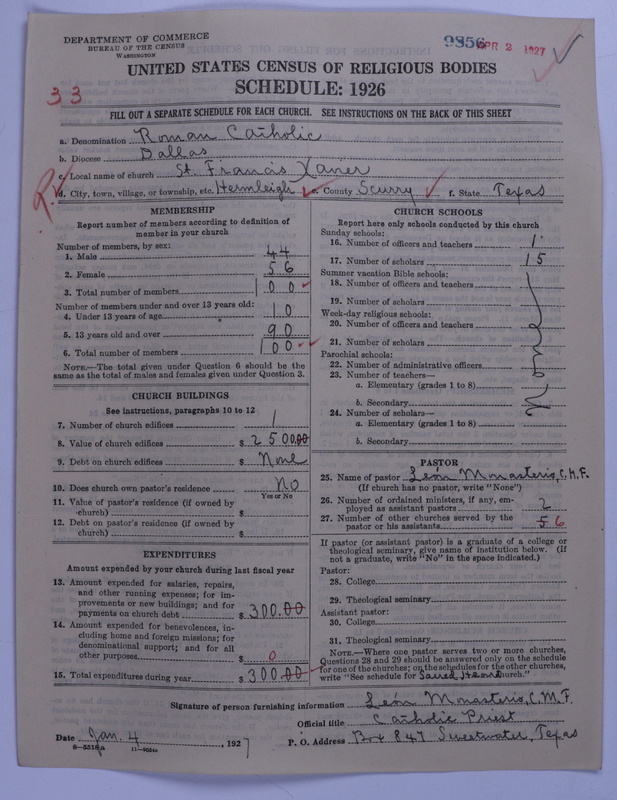 DEPARTMENT OF COMMERCE
BUREAU OF THE CENSUS
WASHINGTON
9856
APR 2 1927
UNITED STATES CENSUS OF RELIGIOUS BODIES
SCHEDULE: 1926
33
FILL OUT A SEPARATE SCHEDULE FOR EACH CHURCH. SEE INSTRUCTIONS ON THE BACK OF THIS SHEET
a. Denomination Roman Catholic
b. Diocese Dallas
c. Local name of church St. Francis Xaver
d. City, town, village, or township, etc. Hermleigh e. County Scurry f. State Texas
MEMBERSHIP
Report number of members according to definition of
member in your church
Number of members, by sex:
1. Male 44
2. Female 56
3. Total number of members 100
Number of members under and over 13 years old:
4. Under 13 years of age 10
5. 13 years old and over 90
6. Total number of members 100
NOTE.—The total given under Question 6 should be
same as the total of males and females given under Question 3.
CHURCH BUILDINGS
See instructions, paragraphs 10 to 12
7. Number of church edifices 1
8. Value of church edifices $ 2500.00
9. Debt on church edifices $ None
10. Does church own pastor's residence No
Yes or No
11. Value of pastor's residence (if owned by
church) $
12. Debt on pastor's residence (if owned by
church) $
EXPENDITURES
Amount expended by your church during last fiscal year
13. Amount expended for salaries, repairs,
and other running expenses; for im-
provements or new buildings; and for
payments on church debt $ 300.00
14. Amount expended for benevolences, in-
cluding home and foreign missions; for
denominational support; and for all
other purposes $ 0
15. Total expenditures during year $ 300.00
CHURCH SCHOOLS
Report here only schools conducted by this church
Sunday schools:
16. Number of officers and teachers 1
17. Number of scholars 15
Summer vacation Bible schools:
18. Number of officers and teachers
19. Number of scholars
Week-day religious schools:
20. Number of officers and teachers
21. Number of scholars
Parochial schools:
22. Number of administrative officers
23. Number of teachers—
a. Elementary (grades 1 to 8)
b. Secondary
24. Number of scholars—
a. Elementary (grades 1 to 8)
b. Secondary
None
PASTOR
25. Name of pastor León Monasterio, C.M.F.
(If church has no pastor, write "None")
26. Number of ordained ministers, if any, em-
ployed as assistant pastors 2
27. Number of other churches served by the
pastor or his assistants 56
If pastor (or assistant pastor) is a graduate of a college or
theological seminary, give name of institution below. (If
not a graduate, write "No" in the space indicated.)
Pastor:
28. College
29. Theological seminary
Assistant pastor:
30. College
31. Theological seminary
NOTE.—Where one pastor serves two or more churches,
Questions 28 and 29 should be answered only on the schedule
for one of the churches; on the schedules for the other churches,
write "See schedule for Sacred Heart church."
Signature of person furnishing information León Monasterio, C.M.F.
Official title Catholic Priest
Date Jan. 4, 1927 P. O. Address Box 847 Sweetwater, Texas
8-5518a